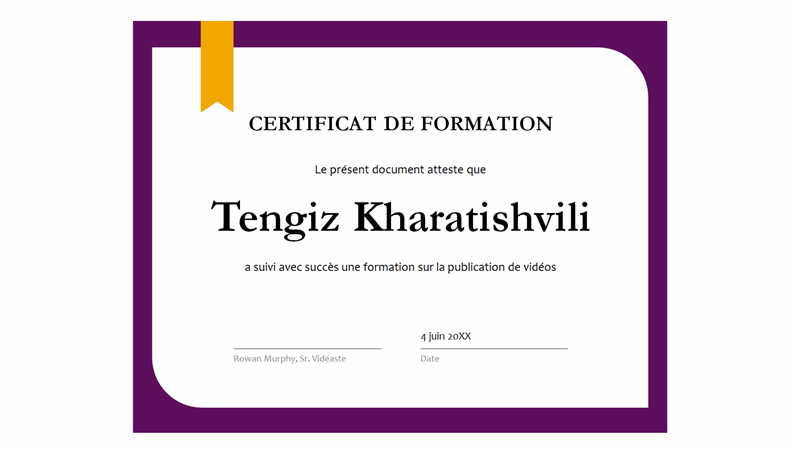 CERTIFICAT DE FORMATION
Le présent document atteste que
Tengiz Kharatishvili
a suivi avec succès une formation sur la publication de vidéos
4 juin 20XX
Rowan Murphy, Sr. Vidéaste
Date